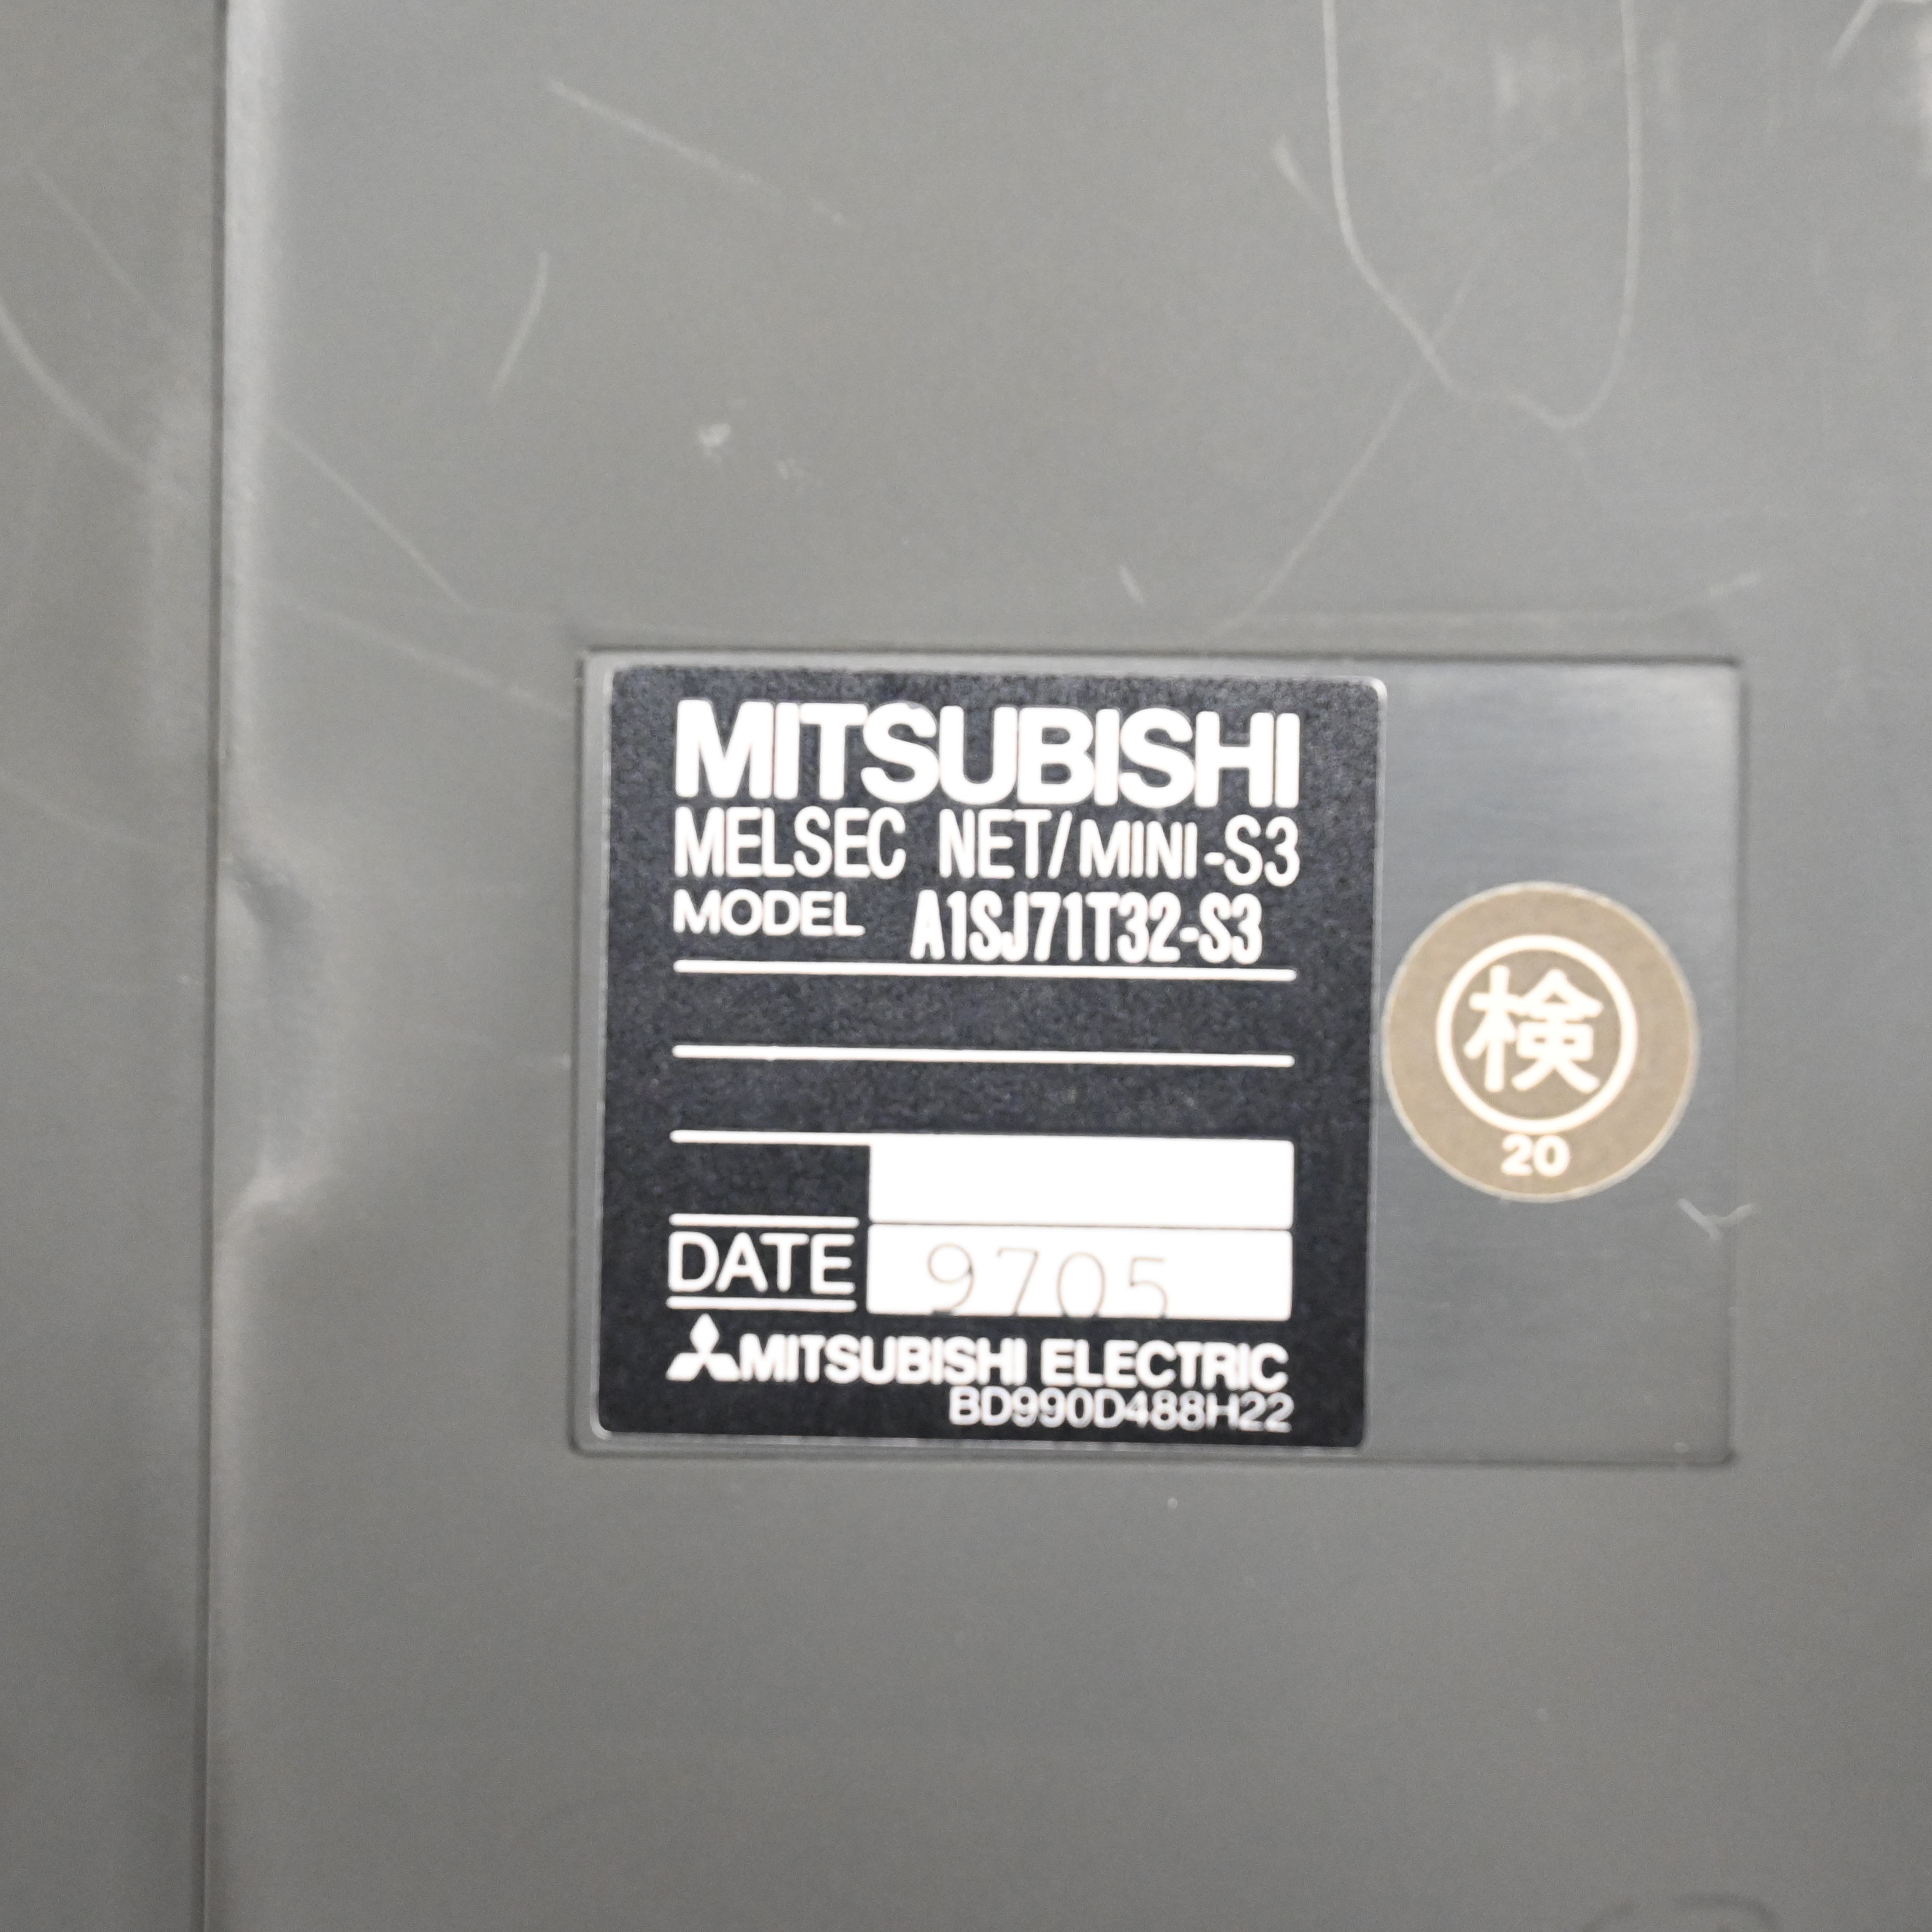 MITSUBISHI
MELSEC NET/MINI-S3
MODEL A1SJ71T32-S3
DATE 9705
MITSUBISHI ELECTRIC
BD990D488H22
検
20